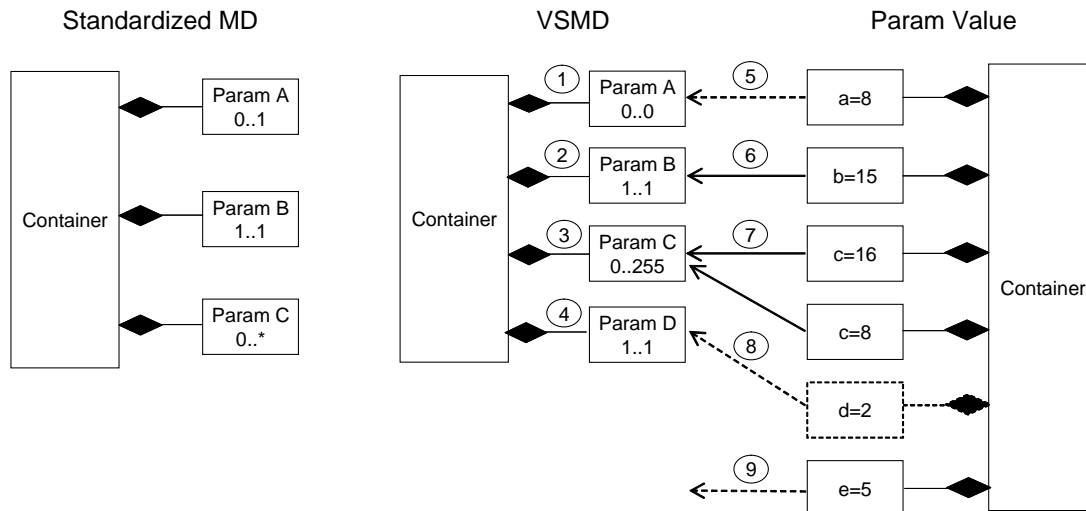 Standardized MD
VSMD
Param Value
Container
Param A
0..1
Param B
1..1
Param C
0..*
Container
1
Param A
0..0
2
Param B
1..1
3
Param C
0..255
4
Param D
1..1
5
a=8
6
b=15
7
c=16
c=8
8
d=2
9
e=5
Container